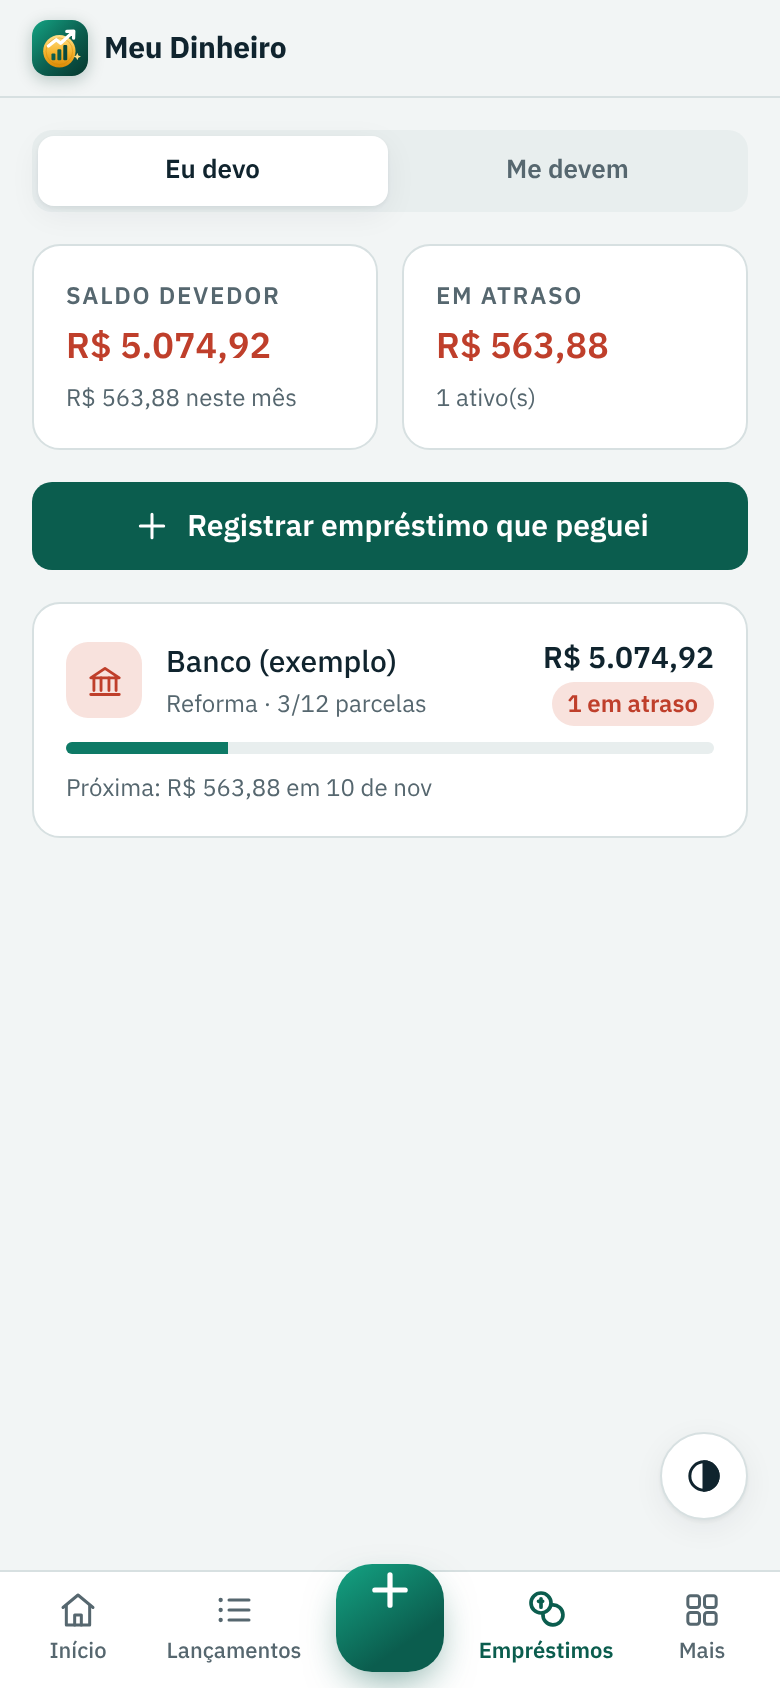 Meu Dinheiro
Eu devo
Me devem
SALDO DEVEDOR
R$ 5.074,92
R$ 563,88 neste mês
EM ATRASO
R$ 563,88
1 ativo(s)
Registrar empréstimo que peguei
Banco (exemplo)
R$ 5.074,92
Reforma · 3/12 parcelas
1 em atraso
Próxima: R$ 563,88 em 10 de nov
Início
Lançamentos
Empréstimos
Mais